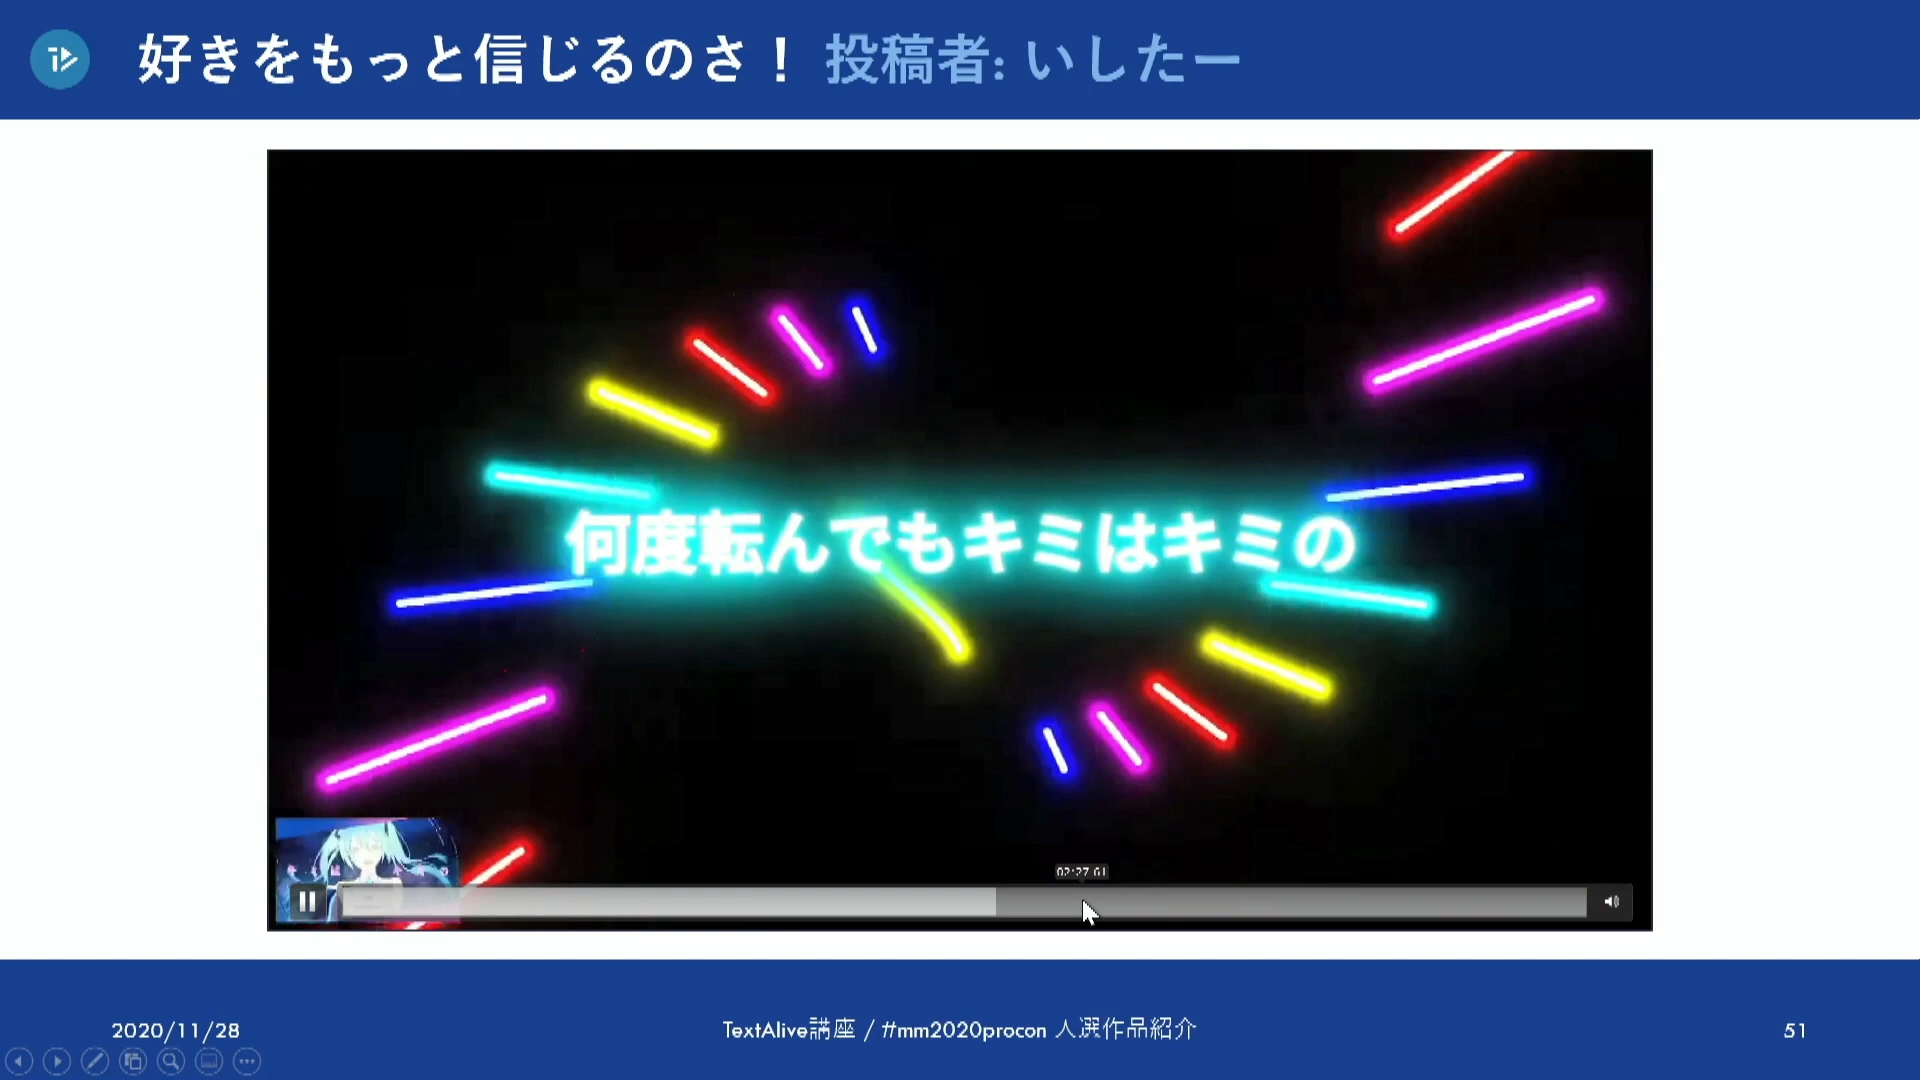 好きをもっと信じるのさ！ 投稿者: いしたー
何度転んでもキミはキミの
02:27.61
2020/11/28
TextAlive講座 / #mm2020procon 入選作品紹介
51